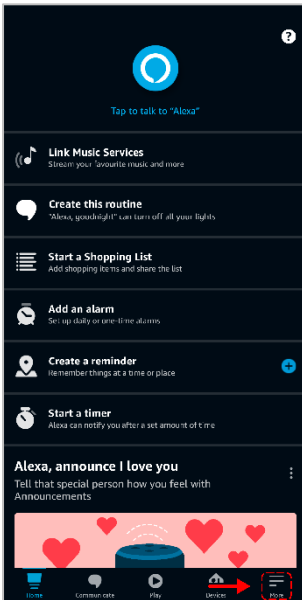 ?
Tap to talk to "Alexa"
Link Music Services
Stream your favourite music and more
Create this routine
"Alexa, goodnight" can turn off all your lights
Start a Shopping List
Add shopping items and share the list
Add an alarm
Set up daily or one-time alarms
Create a reminder
Remember things at a time or place
Start a timer
Alexa can notify you after a set amount of time
Alexa, announce I love you
Tell that special person how you feel with
Announcements
Home Communicate Play Devices More